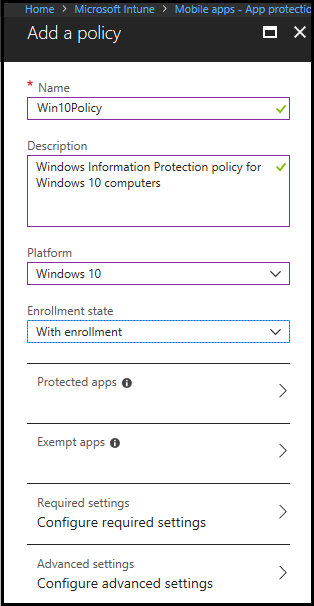 Home > Microsoft Intune > Mobile apps - App protectio
Add a policy
* Name
Win10Policy
Description
Windows Information Protection policy for
Windows 10 computers
Platform
Windows 10
Enrollment state
With enrollment
Protected apps
Exempt apps
Required settings
Configure required settings
Advanced settings
Configure advanced settings